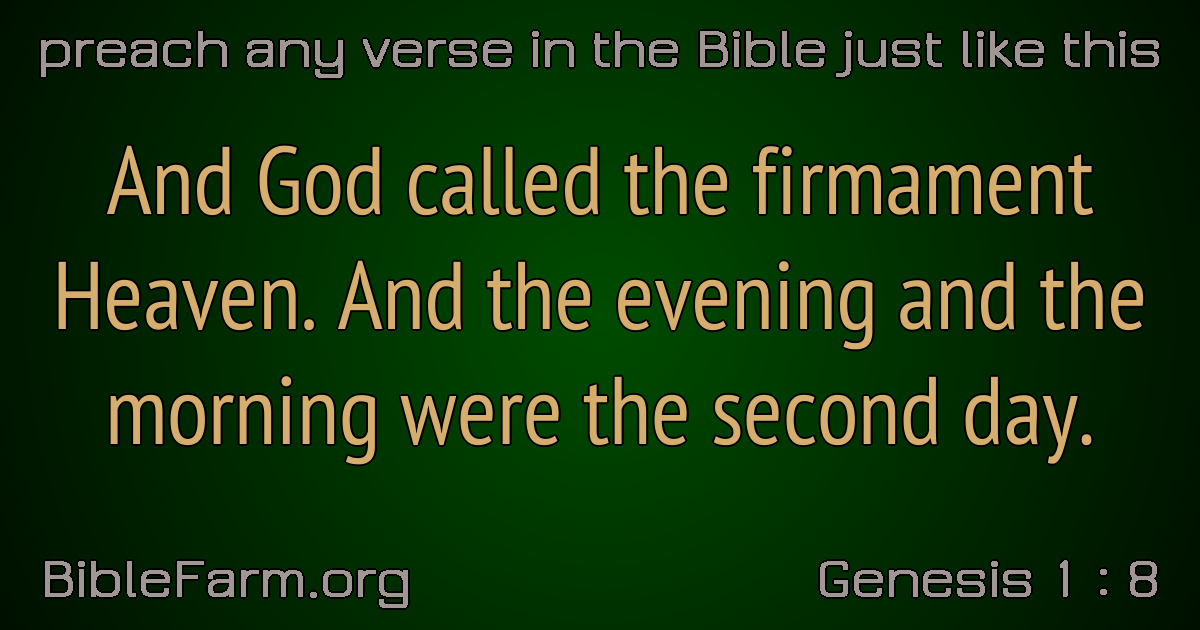 preach any verse in the Bible just like this
And God called the firmament
Heaven. And the evening and the
morning were the second day.
BibleFarm.org
Genesis 1 : 8